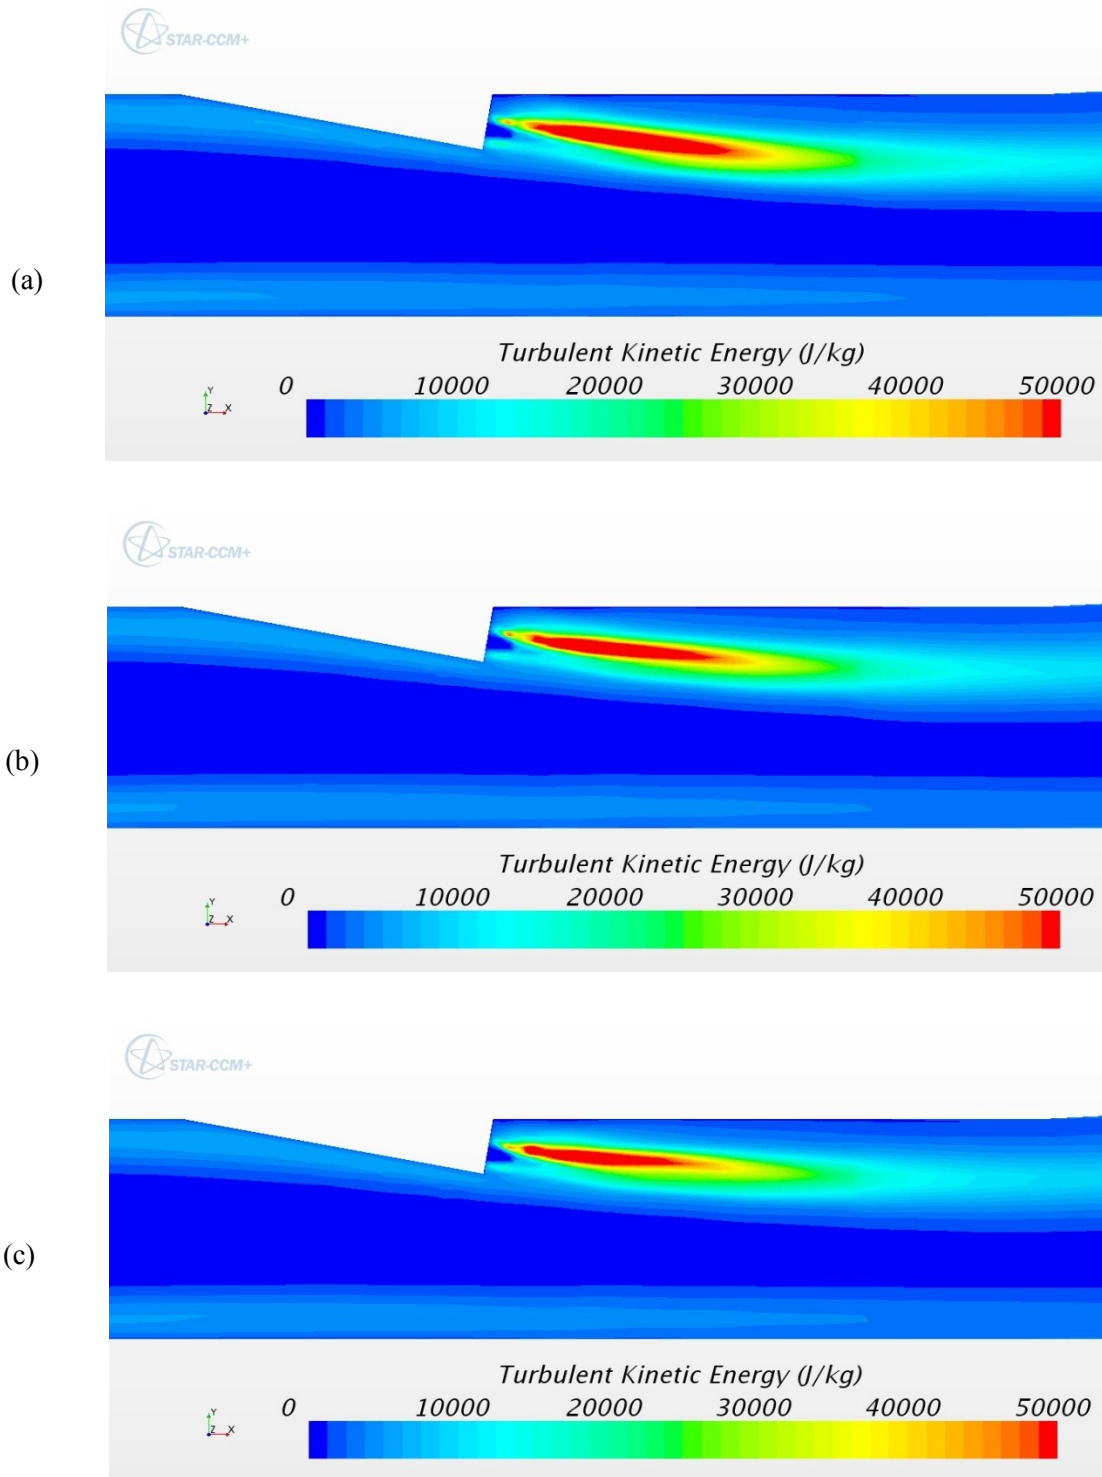 STAR-CCM+
(a)
Turbulent Kinetic Energy (J/kg)
0 10000 20000 30000 40000 50000
Y
Z X
STAR-CCM+
(b)
Turbulent Kinetic Energy (J/kg)
0 10000 20000 30000 40000 50000
Y
Z X
STAR-CCM+
(c)
Turbulent Kinetic Energy (J/kg)
0 10000 20000 30000 40000 50000
Y
Z X